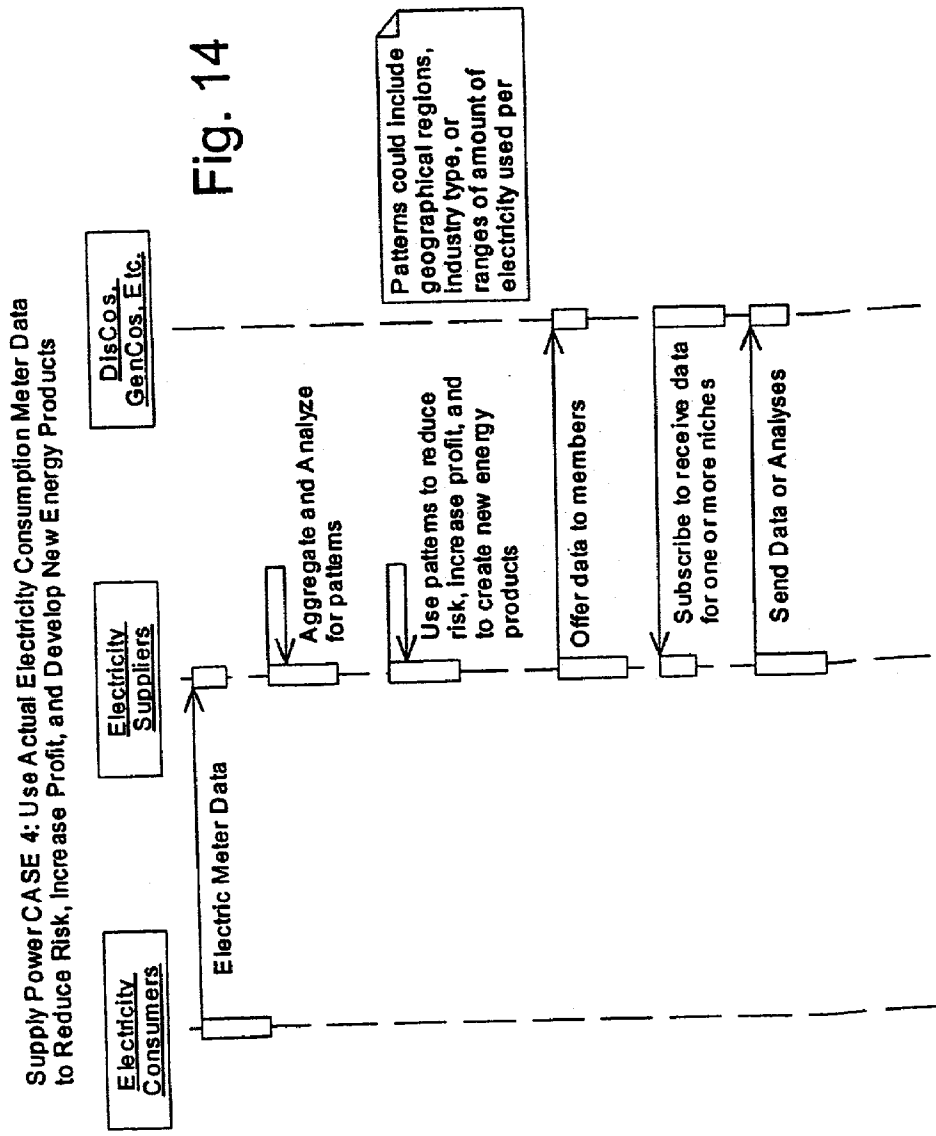 Supply Power CASE 4: Use Actual Electricity Consumption Meter Data
to Reduce Risk, Increase Profit, and Develop New Energy Products
Electricity
Consumers
Electricity
Suppliers
DisCos,
GenCos, Etc.
Fig. 14
Electric Meter Data
Aggregate and Analyze
for patterns
Use patterns to reduce
risk, increase profit, and
to create new energy
products
Patterns could include
geographical regions,
industry type, or
ranges of amount of
electricity used per
Offer data to members
Subscribe to receive data
for one or more niches
Send Data or Analyses